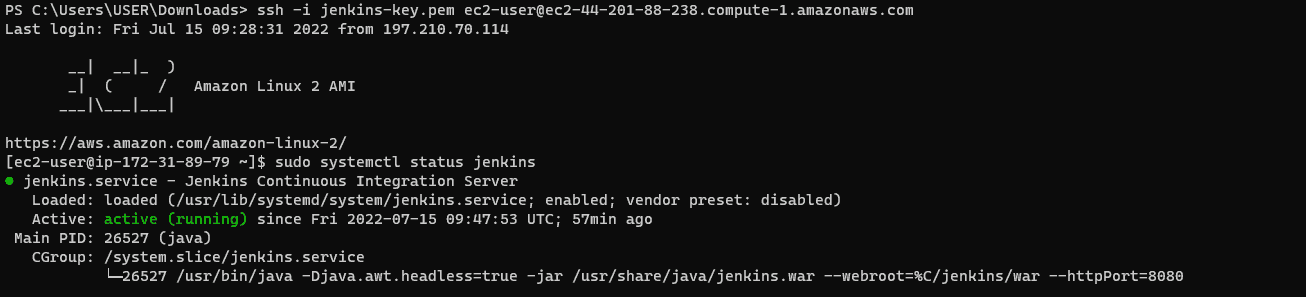 PS C:\Users\USER\Downloads> ssh -i jenkins-key.pem ec2-user@ec2-44-201-88-238.compute-1.amazonaws.com
Last login: Fri Jul 15 09:28:31 2022 from 197.210.70.114

       __|  __|_  )
       _|  (     /   Amazon Linux 2 AMI
      ___|\___|___|

https://aws.amazon.com/amazon-linux-2/
[ec2-user@ip-172-31-89-79 ~]$ sudo systemctl status jenkins
● jenkins.service - Jenkins Continuous Integration Server
   Loaded: loaded (/usr/lib/systemd/system/jenkins.service; enabled; vendor preset: disabled)
   Active: active (running) since Fri 2022-07-15 09:47:53 UTC; 57min ago
 Main PID: 26527 (java)
   CGroup: /system.slice/jenkins.service
           └─26527 /usr/bin/java -Djava.awt.headless=true -jar /usr/share/java/jenkins.war --webroot=%C/jenkins/war --httpPort=8080